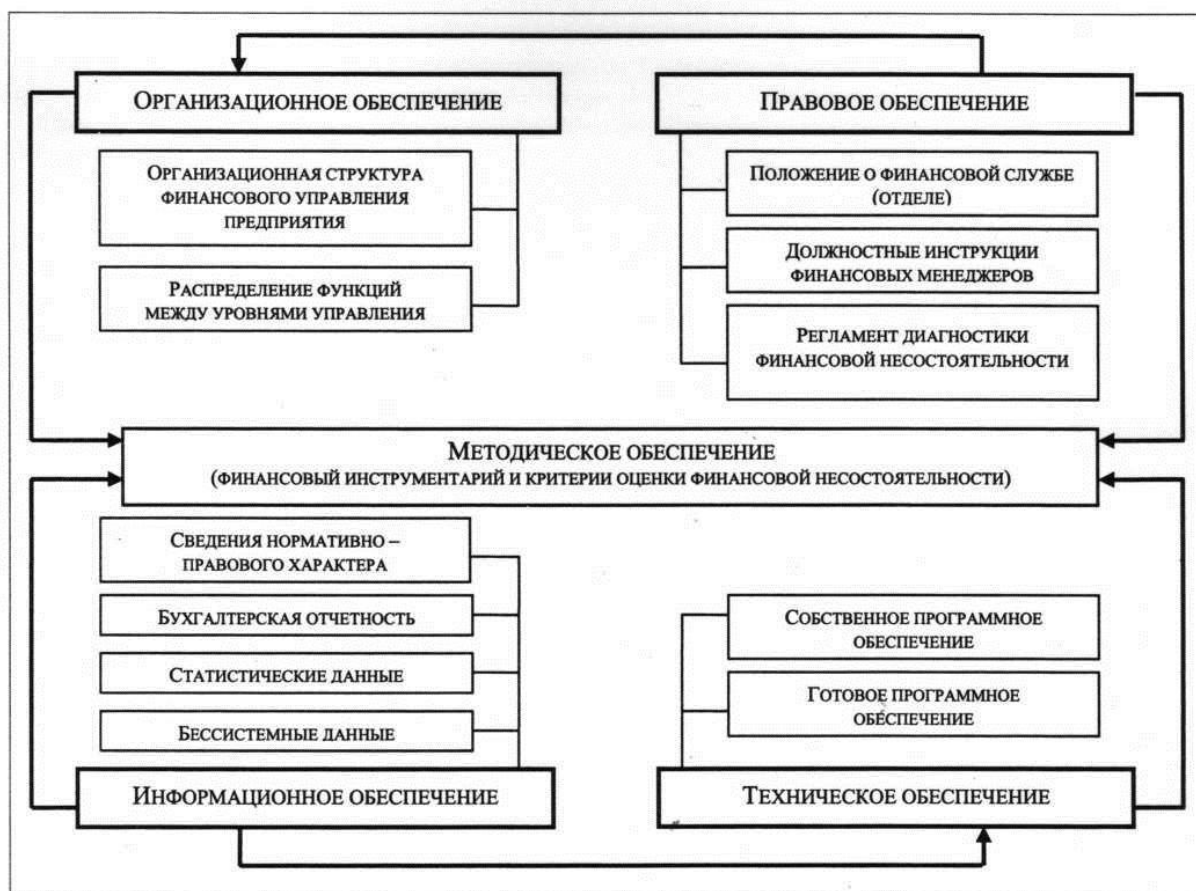 Организационное обеспечение
Правовое обеспечение
Организационная структура
финансового управления
предприятия
Распределение функций
между уровнями управления
Положение о финансовой службе
(отделе)
Должностные инструкции
финансовых менеджеров
Регламент диагностики
финансовой несостоятельности
Методическое обеспечение
(финансовый инструментарий и критерии оценки финансовой несостоятельности)
Сведения нормативно –
правового характера
Бухгалтерская отчетность
Статистические данные
Бессистемные данные
Собственное программное
обеспечение
Готовое программное
обеспечение
Информационное обеспечение
Техническое обеспечение